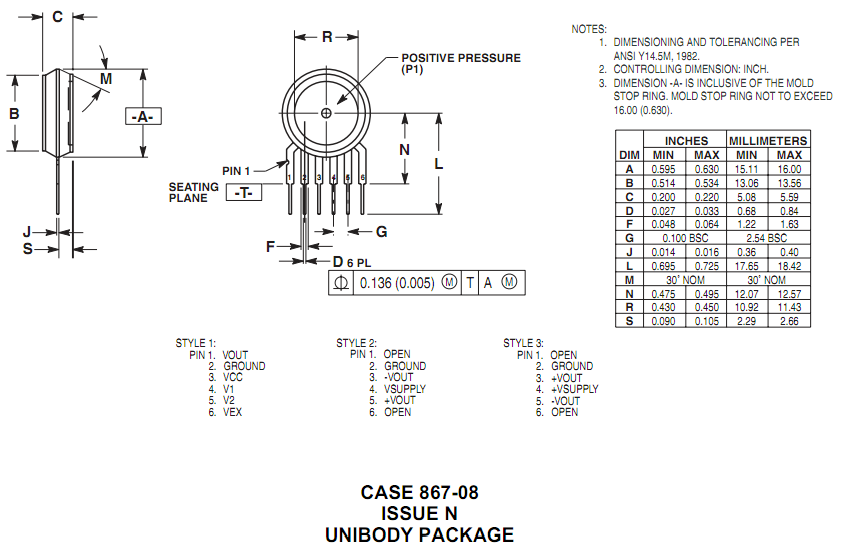 C
M
B
-A-
R
POSITIVE PRESSURE
(P1)
N
L
PIN 1
1 2 3 4 5 6
SEATING
PLANE
-T-
J
S
F
G
D 6 PL
0.136 (0.005) Ⓜ T A Ⓜ
NOTES:
1. DIMENSIONING AND TOLERANCING PER
ANSI Y14.5M, 1982.
2. CONTROLLING DIMENSION: INCH.
3. DIMENSION -A- IS INCLUSIVE OF THE MOLD
STOP RING. MOLD STOP RING NOT TO EXCEED
16.00 (0.630).
INCHES MILLIMETERS
DIM MIN MAX MIN MAX
A 0.595 0.630 15.11 16.00
B 0.514 0.534 13.06 13.56
C 0.200 0.220 5.08 5.59
D 0.027 0.033 0.68 0.84
F 0.048 0.064 1.22 1.63
G 0.100 BSC 2.54 BSC
J 0.014 0.016 0.36 0.40
L 0.695 0.725 17.65 18.42
M 30° NOM 30° NOM
N 0.475 0.495 12.07 12.57
R 0.430 0.450 10.92 11.43
S 0.090 0.105 2.29 2.66
STYLE 1:
PIN 1. VOUT
2. GROUND
3. VCC
4. V1
5. V2
6. VEX
STYLE 2:
PIN 1. OPEN
2. GROUND
3. -VOUT
4. VSUPPLY
5. +VOUT
6. OPEN
STYLE 3:
PIN 1. OPEN
2. GROUND
3. +VOUT
4. +VSUPPLY
5. -VOUT
6. OPEN
CASE 867-08
ISSUE N
UNIBODY PACKAGE